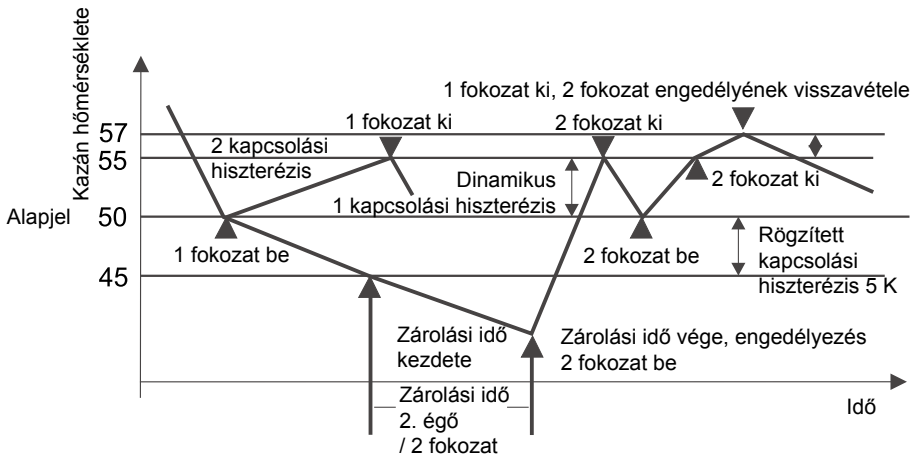 Kazán hőmérséklete
1 fokozat ki, 2 fokozat engedélyének visszavétele
1 fokozat ki
2 fokozat ki
57
2 kapcsolási
hiszterézis
55
Dinamikus
2 fokozat ki
1 kapcsolási hiszterézis
Alapjel
50
1 fokozat be
2 fokozat be
Rögzített
kapcsolási
hiszterézis 5 K
45
Zárolási idő
kezdete
Zárolási idő vége, engedélyezés
2 fokozat be
Zárolási idő
2. égő
/ 2 fokozat
Idő